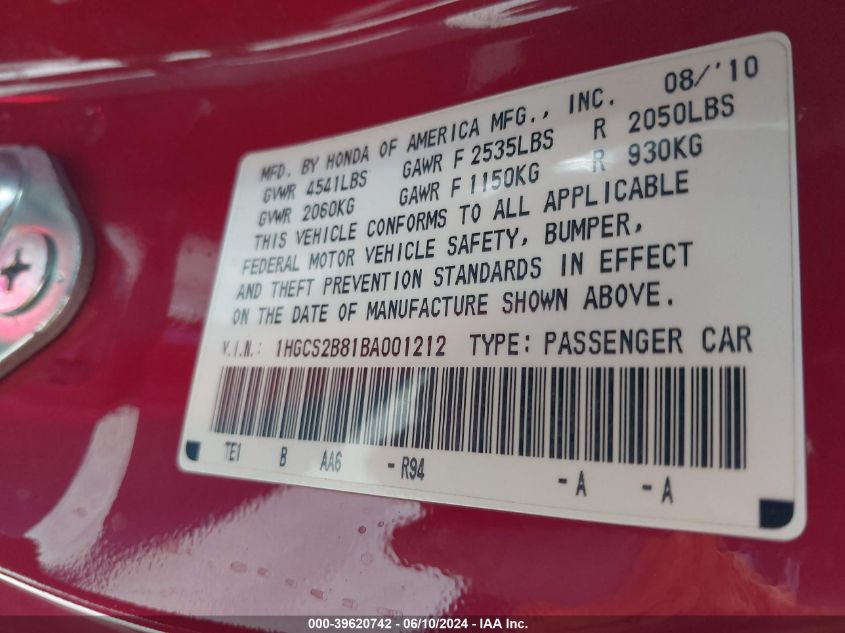 MFD. BY HONDA OF AMERICA MFG., INC. 08/'10
GVWR 4541LBS GAWR F 2535LBS R 2050LBS
GVWR 2060KG GAWR F 1150KG R 930KG
THIS VEHICLE CONFORMS TO ALL APPLICABLE
FEDERAL MOTOR VEHICLE SAFETY, BUMPER,
AND THEFT PREVENTION STANDARDS IN EFFECT
ON THE DATE OF MANUFACTURE SHOWN ABOVE.
V.I.N.: 1HGCS2B81BA001212 TYPE: PASSENGER CAR
TE1 B AA6 - R94 - A - A
000-39620742 - 06/10/2024 - IAA Inc.